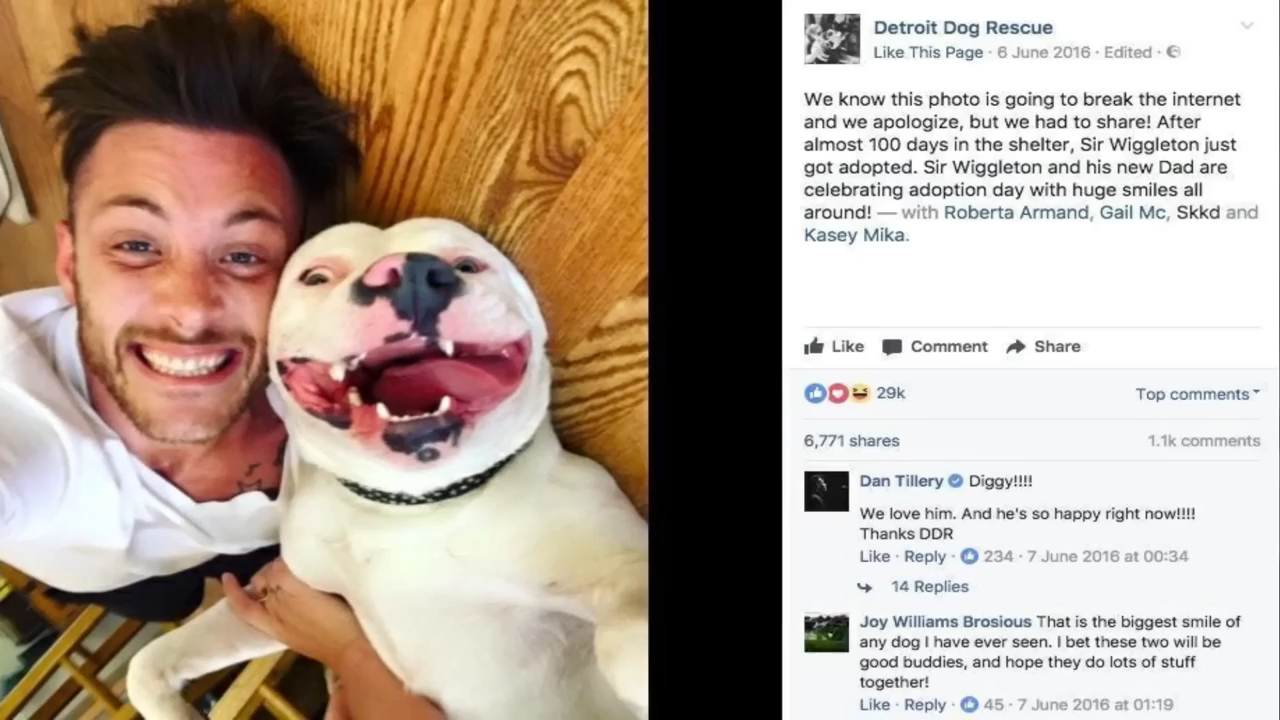 Detroit Dog Rescue
Like This Page · 6 June 2016 · Edited ·
We know this photo is going to break the internet
and we apologize, but we had to share! After
almost 100 days in the shelter, Sir Wiggleton just
got adopted. Sir Wiggleton and his new Dad are
celebrating adoption day with huge smiles all
around! — with Roberta Armand, Gail Mc, Skkd and
Kasey Mika.
Like Comment Share
29k Top comments
6,771 shares 1.1k comments
Dan Tillery Diggy!!!!
We love him. And he's so happy right now!!!!
Thanks DDR
Like · Reply · 234 · 7 June 2016 at 00:34
14 Replies
Joy Williams Brosious That is the biggest smile of
any dog I have ever seen. I bet these two will be
good buddies, and hope they do lots of stuff
together!
Like · Reply · 45 · 7 June 2016 at 01:19